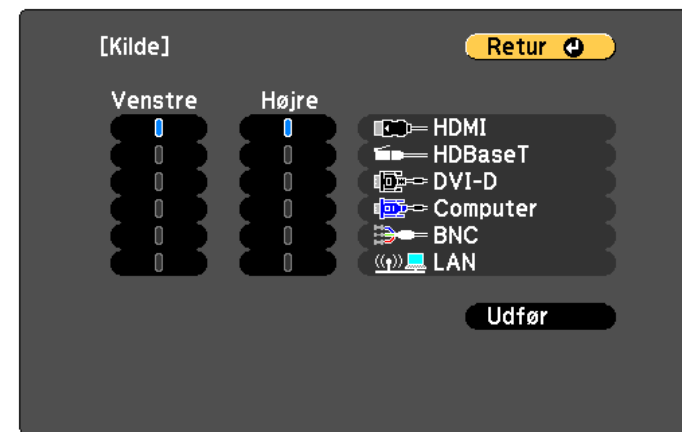 [Kilde]
Retur
Venstre Højre
HDMI
HDBaseT
DVI-D
Computer
BNC
LAN
Udfør